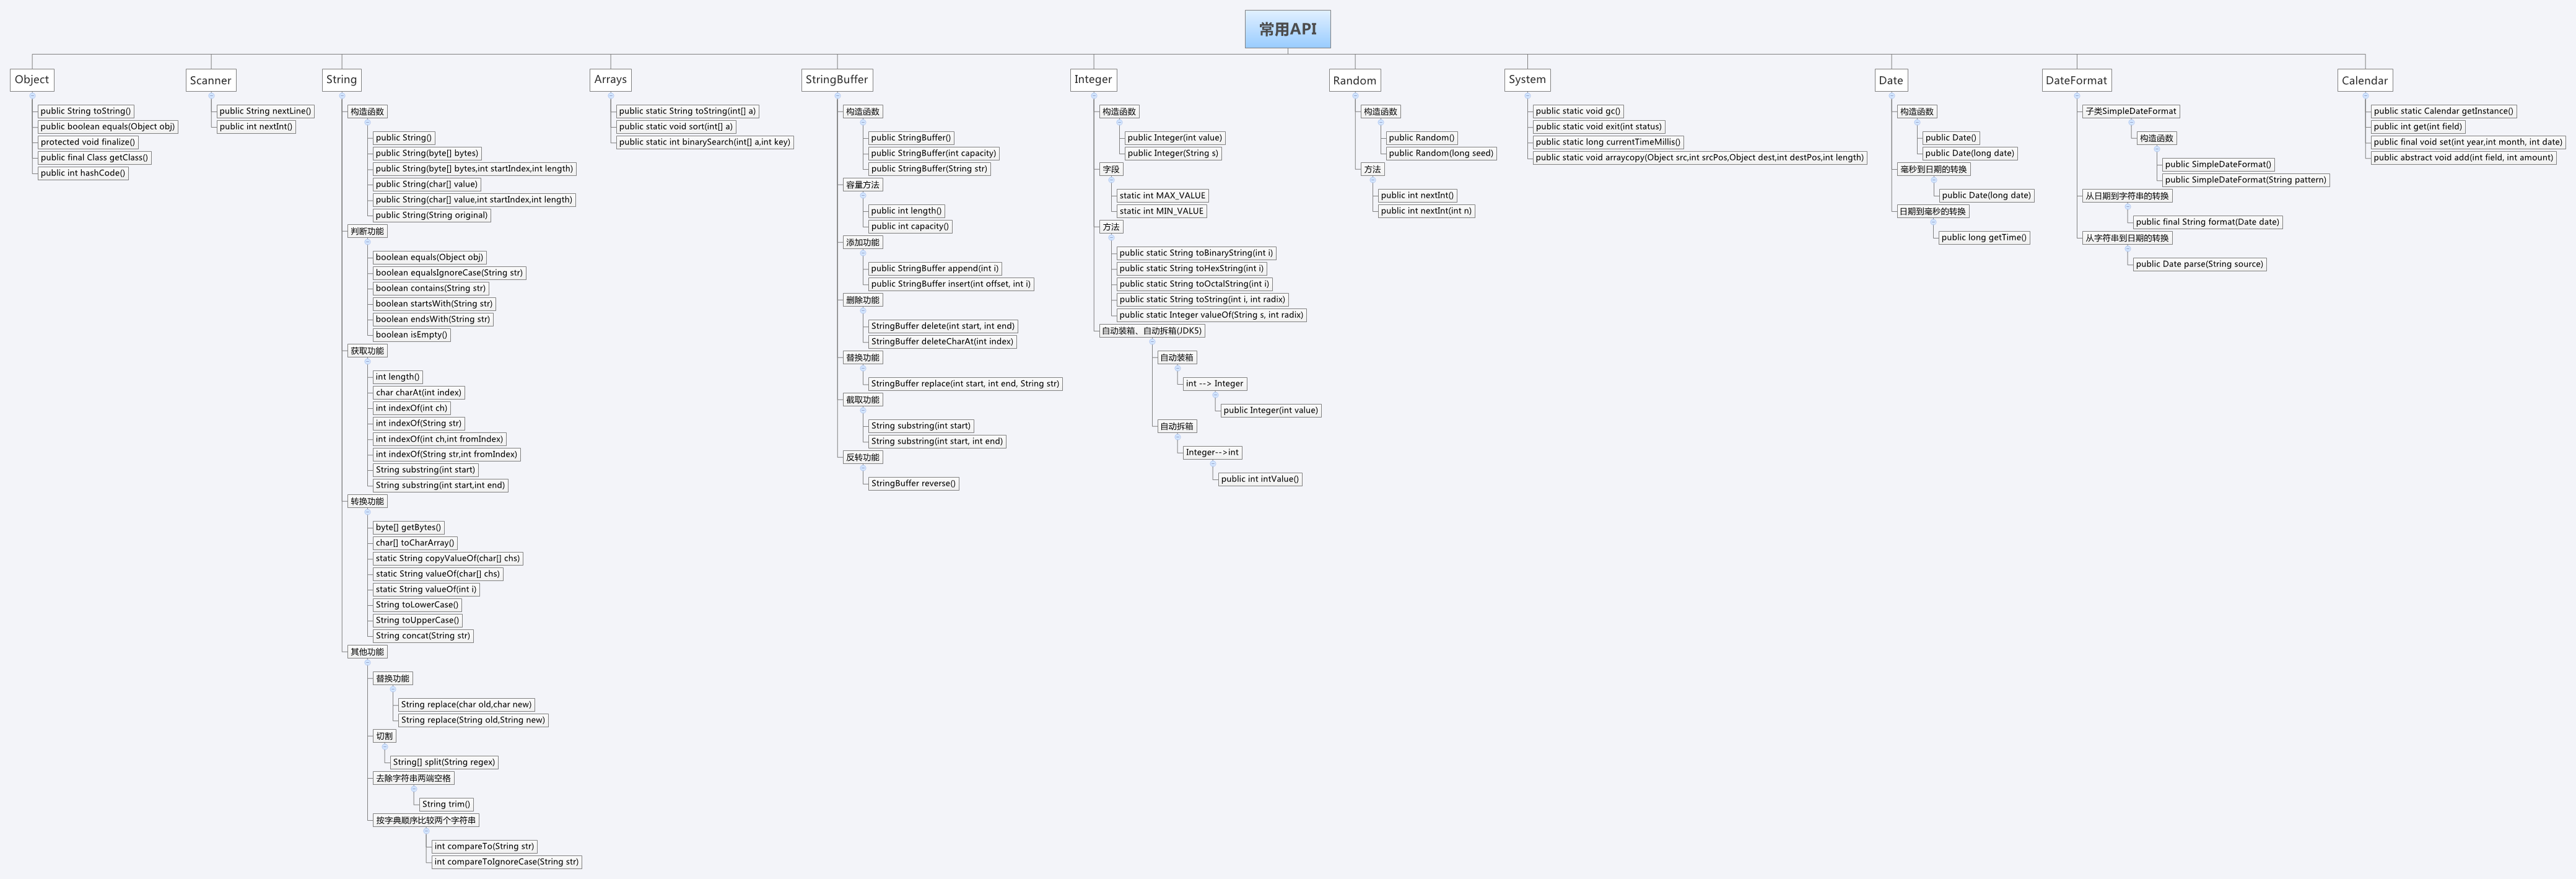 常用API
Object
public String toString()
public boolean equals(Object obj)
protected void finalize()
public final Class getClass()
public int hashCode()
Scanner
public String nextLine()
public int nextInt()
String
构造函数
public String()
public String(byte[] bytes)
public String(byte[] bytes,int startIndex,int length)
public String(char[] value)
public String(char[] value,int startIndex,int length)
public String(String original)
判断功能
boolean equals(Object obj)
boolean equalsIgnoreCase(String str)
boolean contains(String str)
boolean startsWith(String str)
boolean endsWith(String str)
boolean isEmpty()
获取功能
int length()
char charAt(int index)
int indexOf(int ch)
int indexOf(String str)
int indexOf(int ch,int fromIndex)
int indexOf(String str,int fromIndex)
String substring(int start)
String substring(int start,int end)
转换功能
byte[] getBytes()
char[] toCharArray()
static String copyValueOf(char[] chs)
static String valueOf(char[] chs)
static String valueOf(int i)
String toLowerCase()
String toUpperCase()
String concat(String str)
其他功能
替换功能
String replace(char old,char new)
String replace(String old,String new)
切割
String[] split(String regex)
去除字符串两端空格
String trim()
按字典顺序比较两个字符串
int compareTo(String str)
int compareToIgnoreCase(String str)
Arrays
public static String toString(int[] a)
public static void sort(int[] a)
public static int binarySearch(int[] a,int key)
StringBuffer
构造函数
public StringBuffer()
public StringBuffer(int capacity)
public StringBuffer(String str)
容量方法
public int length()
public int capacity()
添加功能
public StringBuffer append(int i)
public StringBuffer insert(int offset, int i)
删除功能
StringBuffer delete(int start, int end)
StringBuffer deleteCharAt(int index)
替换功能
StringBuffer replace(int start, int end, String str)
截取功能
String substring(int start)
String substring(int start, int end)
反转功能
StringBuffer reverse()
Integer
构造函数
public Integer(int value)
public Integer(String s)
字段
static int MAX_VALUE
static int MIN_VALUE
方法
public static String toBinaryString(int i)
public static String toHexString(int i)
public static String toOctalString(int i)
public static String toString(int i, int radix)
public static Integer valueOf(String s, int radix)
自动装箱、自动拆箱(JDK5)
自动装箱
int --> Integer
public Integer(int value)
自动拆箱
Integer-->int
public int intValue()
Random
构造函数
public Random()
public Random(long seed)
方法
public int nextInt()
public int nextInt(int n)
System
public static void gc()
public static void exit(int status)
public static long currentTimeMillis()
public static void arraycopy(Object src,int srcPos,Object dest,int destPos,int length)
Date
构造函数
public Date()
public Date(long date)
毫秒到日期的转换
public Date(long date)
日期到毫秒的转换
public long getTime()
DateFormat
子类SimpleDateFormat
构造函数
public SimpleDateFormat()
public SimpleDateFormat(String pattern)
从日期到字符串的转换
public final String format(Date date)
从字符串到日期的转换
public Date parse(String source)
Calendar
public static Calendar getInstance()
public int get(int field)
public final void set(int year,int month, int date)
public abstract void add(int field, int amount)